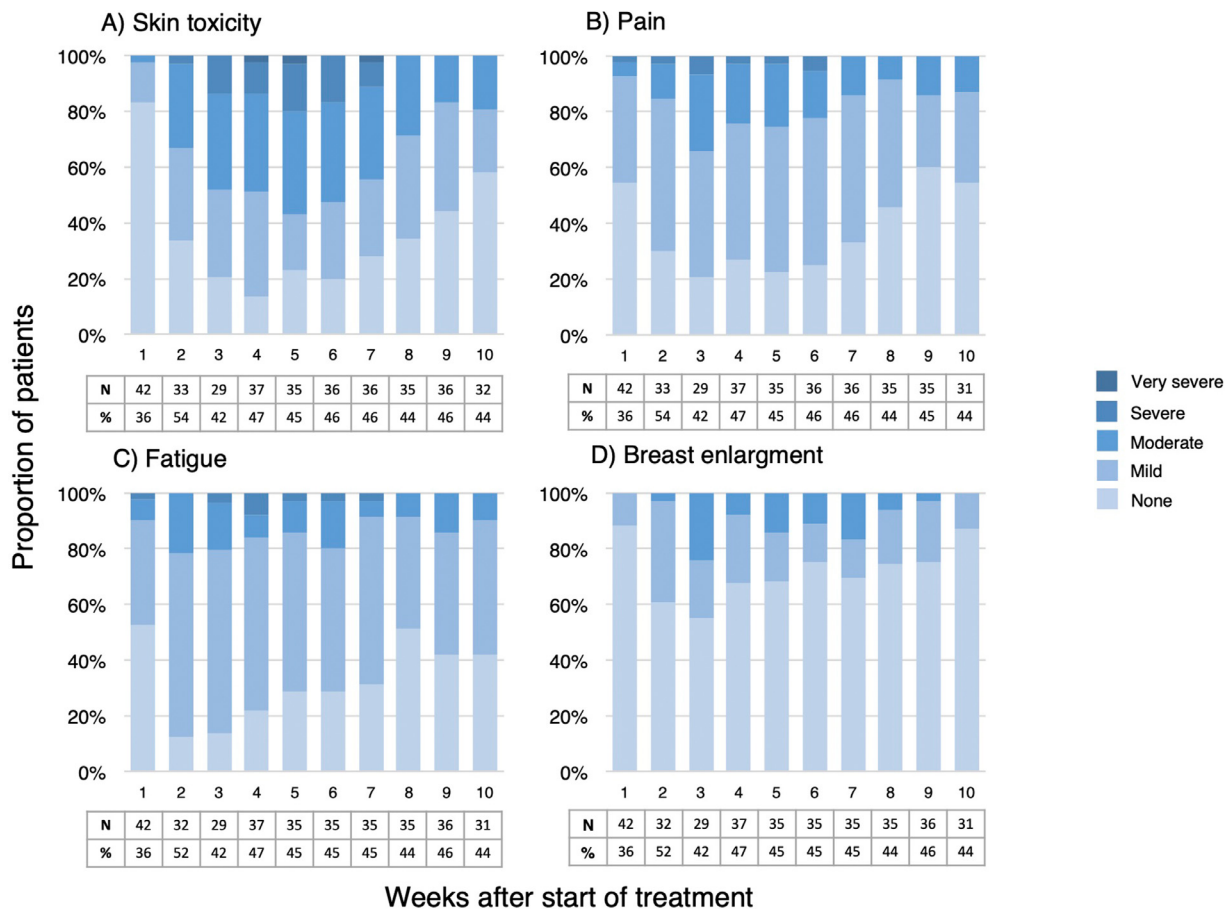 A) Skin toxicity
100%
80%
60%
40%
20%
0%
1 2 3 4 5 6 7 8 9 10
N 42 33 29 37 35 36 36 35 36 32
% 36 54 42 47 45 46 46 44 46 44
B) Pain
100%
80%
60%
40%
20%
0%
1 2 3 4 5 6 7 8 9 10
N 42 33 29 37 35 36 36 35 35 31
% 36 54 42 47 45 46 46 44 45 44
Proportion of patients
Very severe
Severe
Moderate
Mild
None
C) Fatigue
100%
80%
60%
40%
20%
0%
1 2 3 4 5 6 7 8 9 10
N 42 32 29 37 35 35 35 35 36 31
% 36 52 42 47 45 45 45 44 46 44
D) Breast enlargment
100%
80%
60%
40%
20%
0%
1 2 3 4 5 6 7 8 9 10
N 42 32 29 37 35 35 35 35 36 31
% 36 52 42 47 45 45 45 44 46 44
Weeks after start of treatment